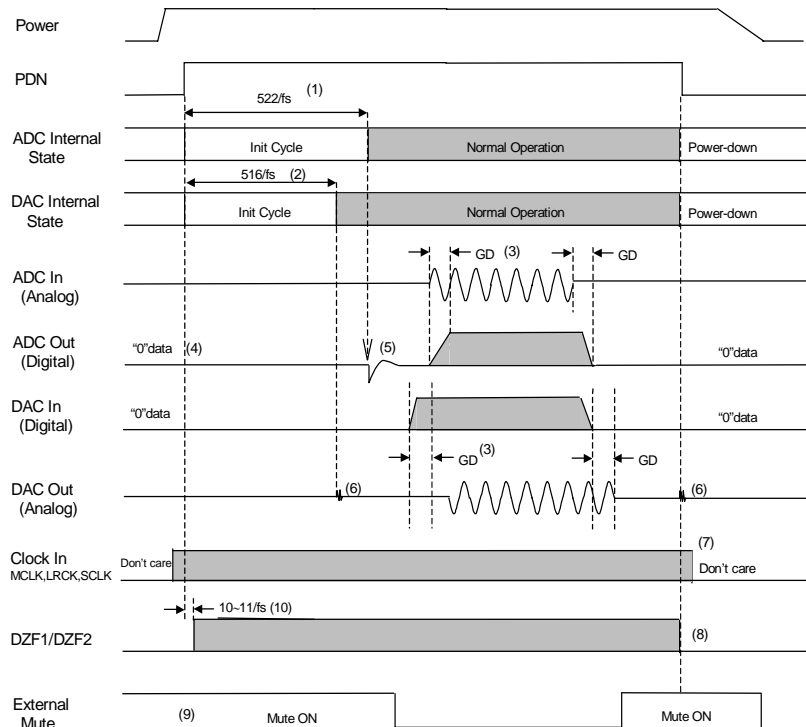 Power
PDN
522/fs (1)
ADC Internal
State
Init Cycle
Normal Operation
Power-down
516/fs (2)
DAC Internal
State
Init Cycle
Normal Operation
Power-down
GD (3)
GD
ADC In
(Analog)
ADC Out
(Digital)
“0”data
(4)
(5)
“0”data
DAC In
(Digital)
“0”data
“0”data
GD (3)
GD
DAC Out
(Analog)
(6)
(6)
Clock In
MCLK,LRCK,SCLK
Don’t care
(7)
Don’t care
10~11/fs (10)
DZF1/DZF2
(8)
External
Mute
(9)
Mute ON
Mute ON